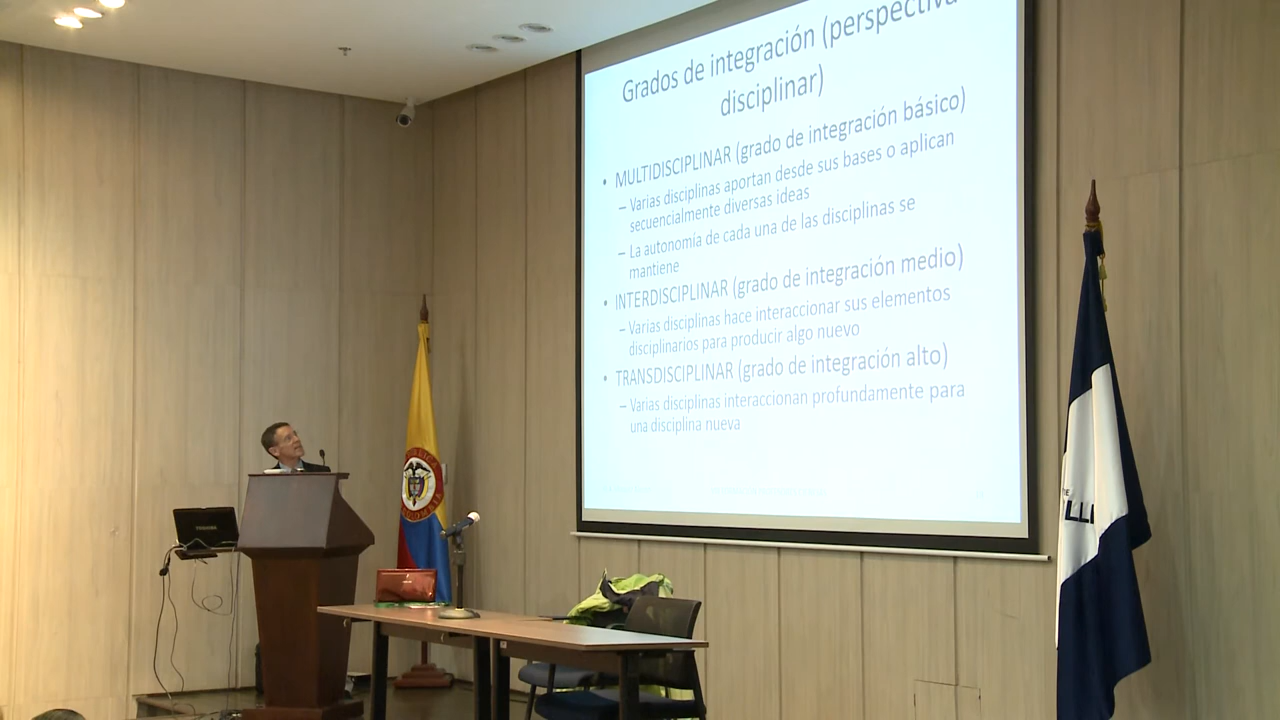 Grados de integración (perspectiva
disciplinar)
• MULTIDISCIPLINAR (grado de integración básico)
– Varias disciplinas aportan desde sus bases o aplican
secuencialmente diversas ideas
– La autonomía de cada una de las disciplinas se
mantiene
• INTERDISCIPLINAR (grado de integración medio)
– Varias disciplinas hace interaccionar sus elementos
disciplinarios para producir algo nuevo
• TRANSDISCIPLINAR (grado de integración alto)
– Varias disciplinas interaccionan profundamente para
una disciplina nueva
TOSHIBA